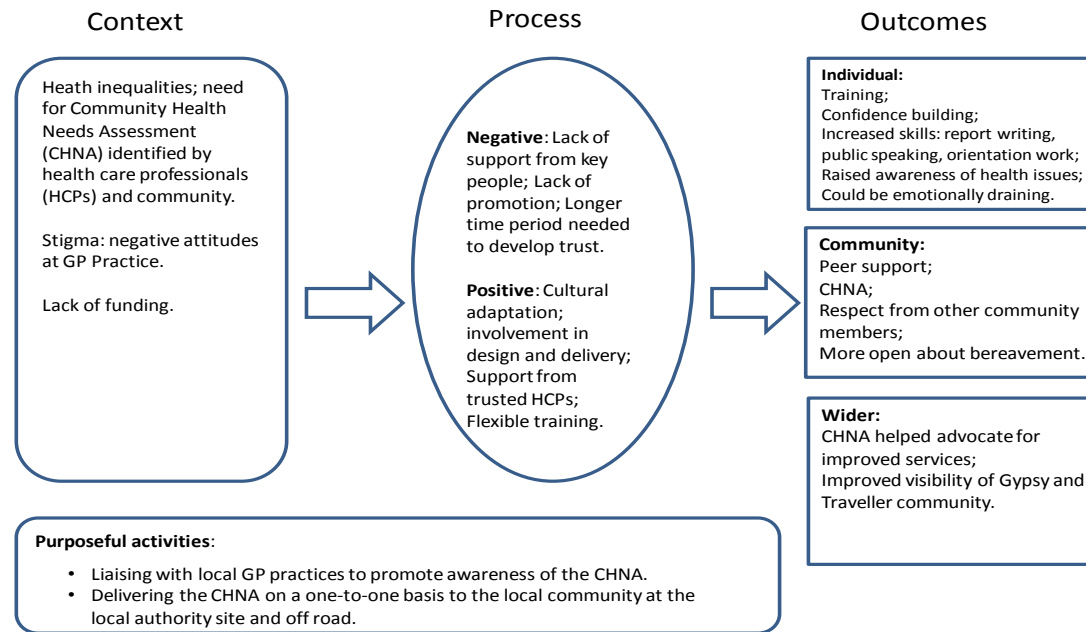 Context
Heath inequalities; need
for Community Health
Needs Assessment
(CHNA) identified by
health care professionals
(HCPs) and community.
Stigma: negative attitudes
at GP Practice.
Lack of funding.
Process
Negative: Lack of
support from key
people; Lack of
promotion; Longer
time period needed
to develop trust.
Positive: Cultural
adaptation;
involvement in
design and delivery;
Support from
trusted HCPs;
Flexible training.
Outcomes
Individual:
Training;
Confidence building;
Increased skills: report writing,
public speaking, orientation work;
Raised awareness of health issues;
Could be emotionally draining.
Community:
Peer support;
CHNA;
Respect from other community
members;
More open about bereavement.
Wider:
CHNA helped advocate for
improved services;
Improved visibility of Gypsy and
Traveller community.
Purposeful activities:
• Liaising with local GP practices to promote awareness of the CHNA.
• Delivering the CHNA on a one-to-one basis to the local community at the
local authority site and off road.